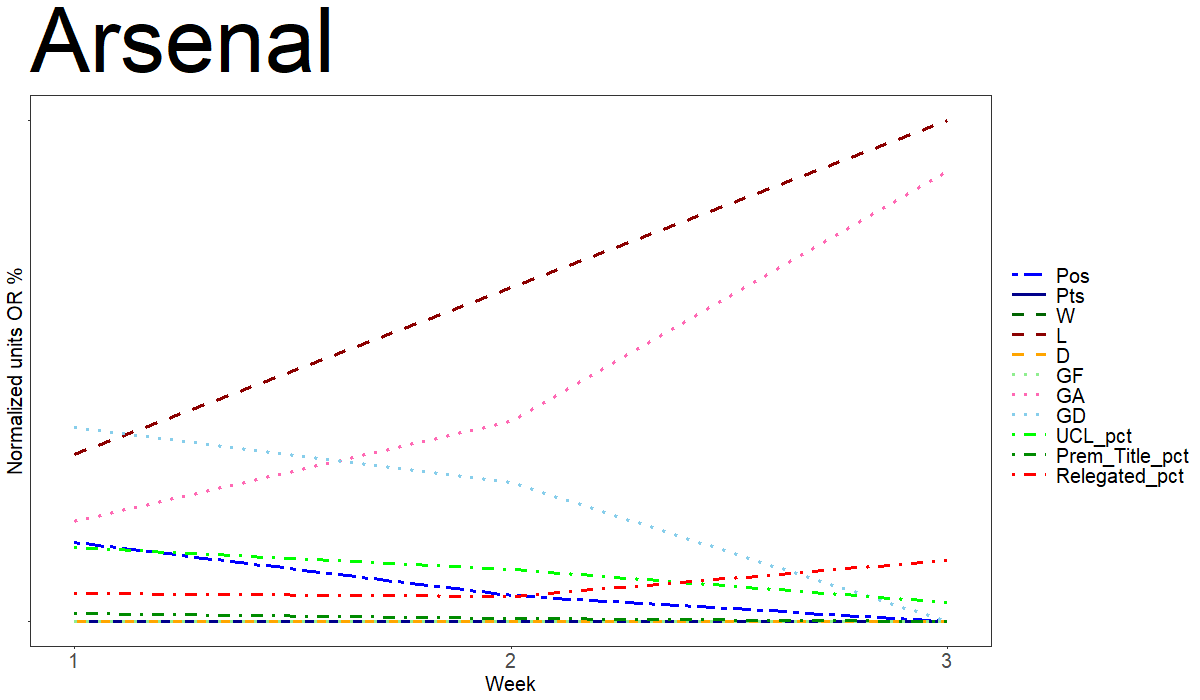 Arsenal
Normalized units OR %
1
2
3
Week
Pos
Pts
W
L
D
GF
GA
GD
UCL_pct
Prem_Title_pct
Relegated_pct